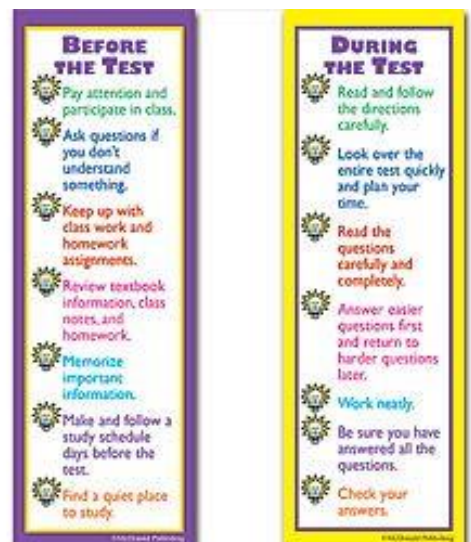 BEFORE
THE TEST
Pay attention and
participate in class.
Ask questions if
you don't
understand
something.
Keep up with
class work and
homework
assignments.
Review textbook
information, class
notes, and
homework.
Memorize
important
information.
Make and follow a
study schedule
days before the
test.
Find a quiet place
to study.
©McDonald Publishing
DURING
THE TEST
Read and follow
the directions
carefully.
Look over the
entire test quickly
and plan your
time.
Read the
questions
carefully and
completely.
Answer easier
questions first
and return to
harder questions
later.
Work neatly.
Be sure you have
answered all the
questions.
Check your
answers.
©McDonald Publishing